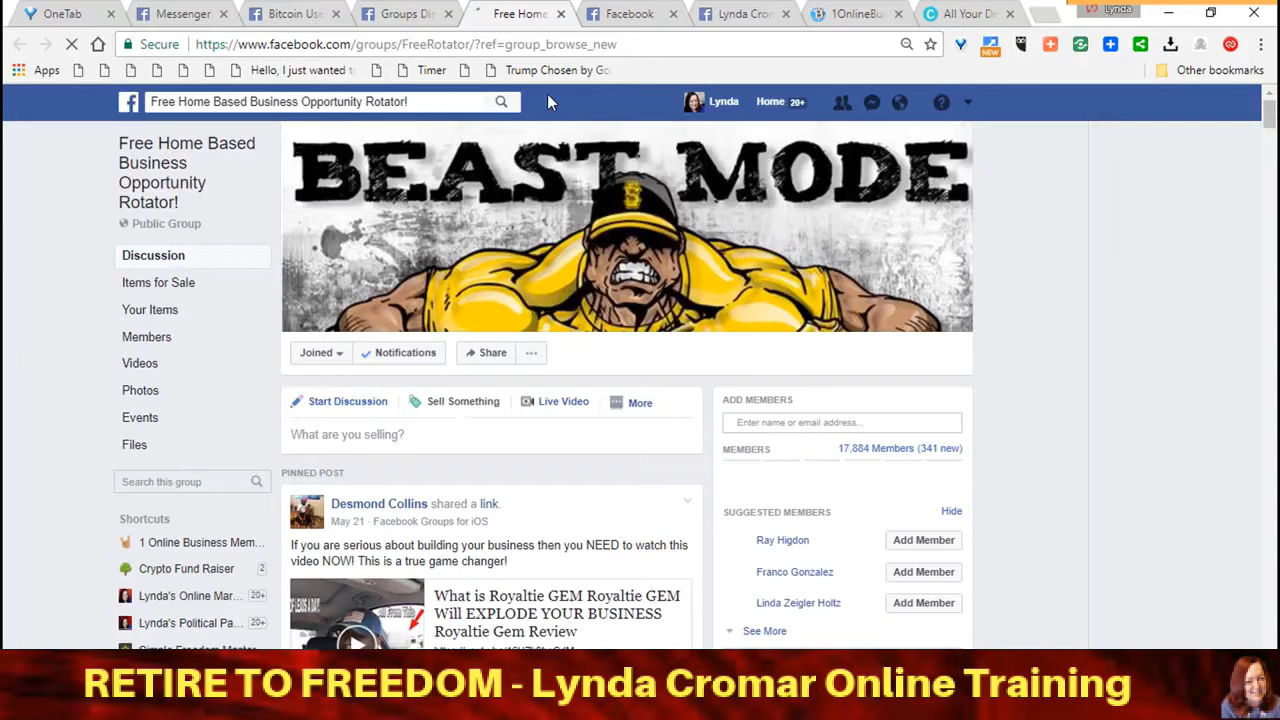 OneTab
Messenger
Bitcoin Use
Groups Di
Free Home
Facebook
Lynda Cro
1OnlineBu
All Your De
Lynda
Secure
https://www.facebook.com/groups/FreeRotator/?ref=group_browse_new
NEW
Apps
Hello, I just wanted t
Timer
Trump Chosen by Go
Other bookmarks
Free Home Based Business Opportunity Rotator!
Lynda
Home 20+
Free Home Based
Business
Opportunity
Rotator!
Public Group
Discussion
Items for Sale
Your Items
Members
Videos
Photos
Events
Files
Search this group
Shortcuts
1 Online Business Mem...
Crypto Fund Raiser 2
Lynda's Online Mar... 20+
Lynda's Political Pa... 20+
BEAST MODE
S
Joined
Notifications
Share
Start Discussion
Sell Something
Live Video
More
What are you selling?
PINNED POST
Desmond Collins shared a link.
May 21 · Facebook Groups for iOS
If you are serious about building your business then you NEED to watch this
video NOW! This is a true game changer!
What is Royaltie GEM Royaltie GEM
Will EXPLODE YOUR BUSINESS
Royaltie Gem Review
ADD MEMBERS
Enter name or email address...
MEMBERS
17,884 Members (341 new)
SUGGESTED MEMBERS
Hide
Ray Higdon
Add Member
Franco Gonzalez
Add Member
Linda Zeigler Holtz
Add Member
See More
RETIRE TO FREEDOM - Lynda Cromar Online Training